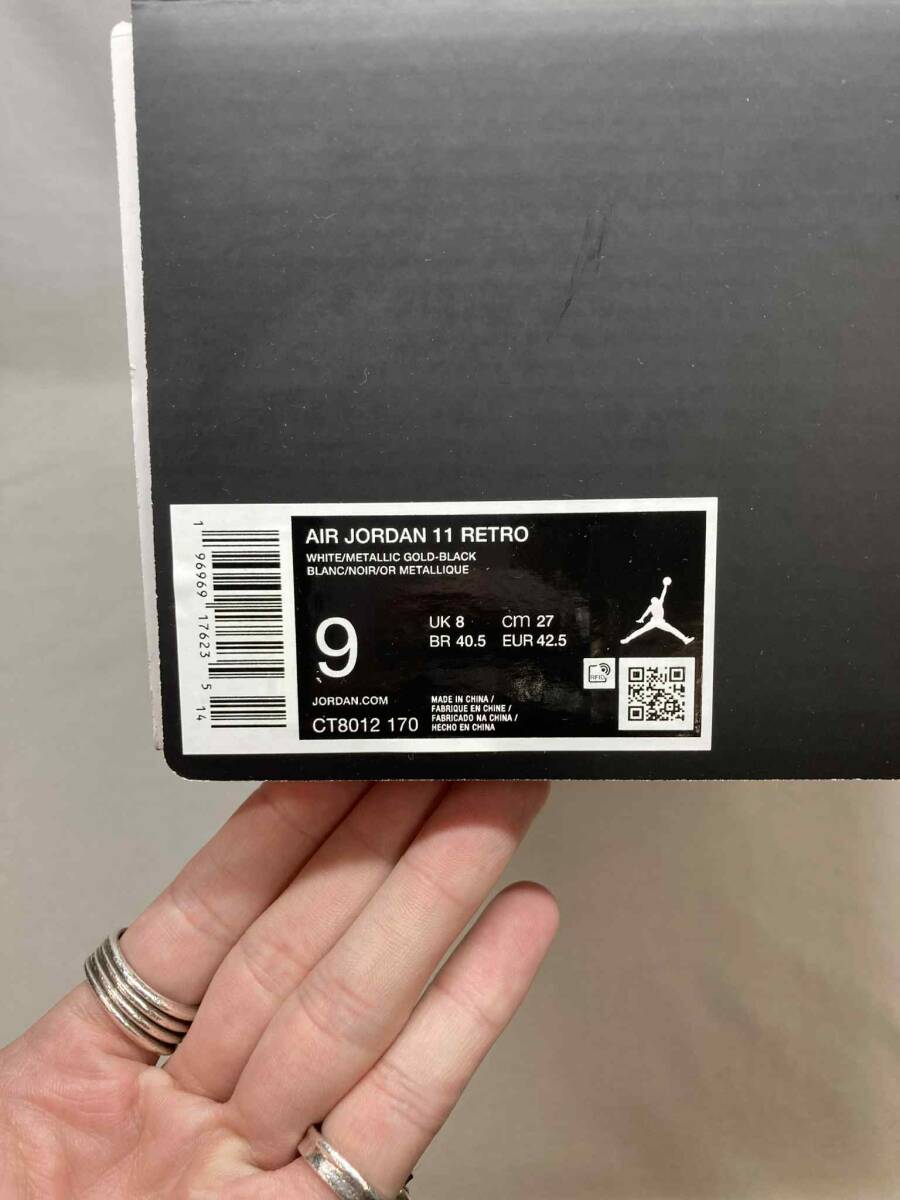 1 96969 17623 5 14
AIR JORDAN 11 RETRO
WHITE/METALLIC GOLD-BLACK
BLANC/NOIR/OR METALLIQUE
9
UK 8 cm 27
BR 40.5 EUR 42.5
RFID
JORDAN.COM
CT8012 170
MADE IN CHINA /
FABRIQUE EN CHINE /
FABRICADO NA CHINA /
HECHO EN CHINA